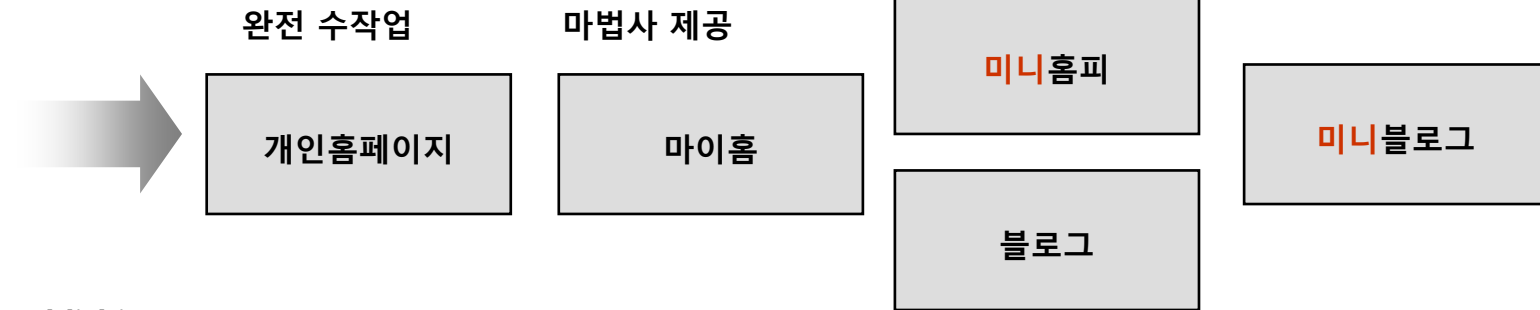 완전 수작업
마법사 제공
개인홈페이지
마이홈
미니홈피
블로그
미니블로그